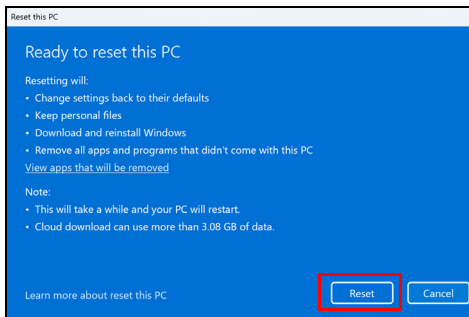 Reset this PC
Ready to reset this PC
Resetting will:
• Change settings back to their defaults
• Keep personal files
• Download and reinstall Windows
• Remove all apps and programs that didn't come with this PC
View apps that will be removed
Note:
• This will take a while and your PC will restart.
• Cloud download can use more than 3.08 GB of data.
Learn more about reset this PC
Reset
Cancel